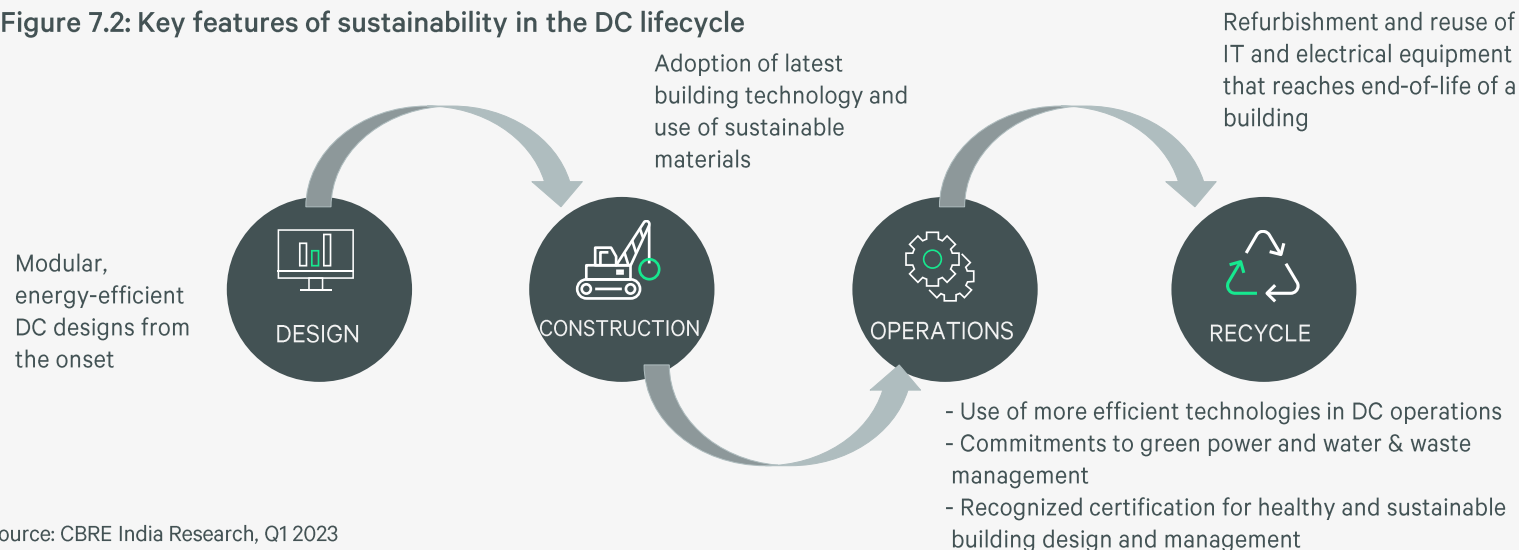 Figure 7.2: Key features of sustainability in the DC lifecycle
Modular,
energy-efficient
DC designs from
the onset
DESIGN
Adoption of latest
building technology and
use of sustainable
materials
CONSTRUCTION
OPERATIONS
- Use of more efficient technologies in DC operations
- Commitments to green power and water & waste
management
- Recognized certification for healthy and sustainable
building design and management
Refurbishment and reuse of
IT and electrical equipment
that reaches end-of-life of a
building
RECYCLE
ource: CBRE India Research, Q1 2023